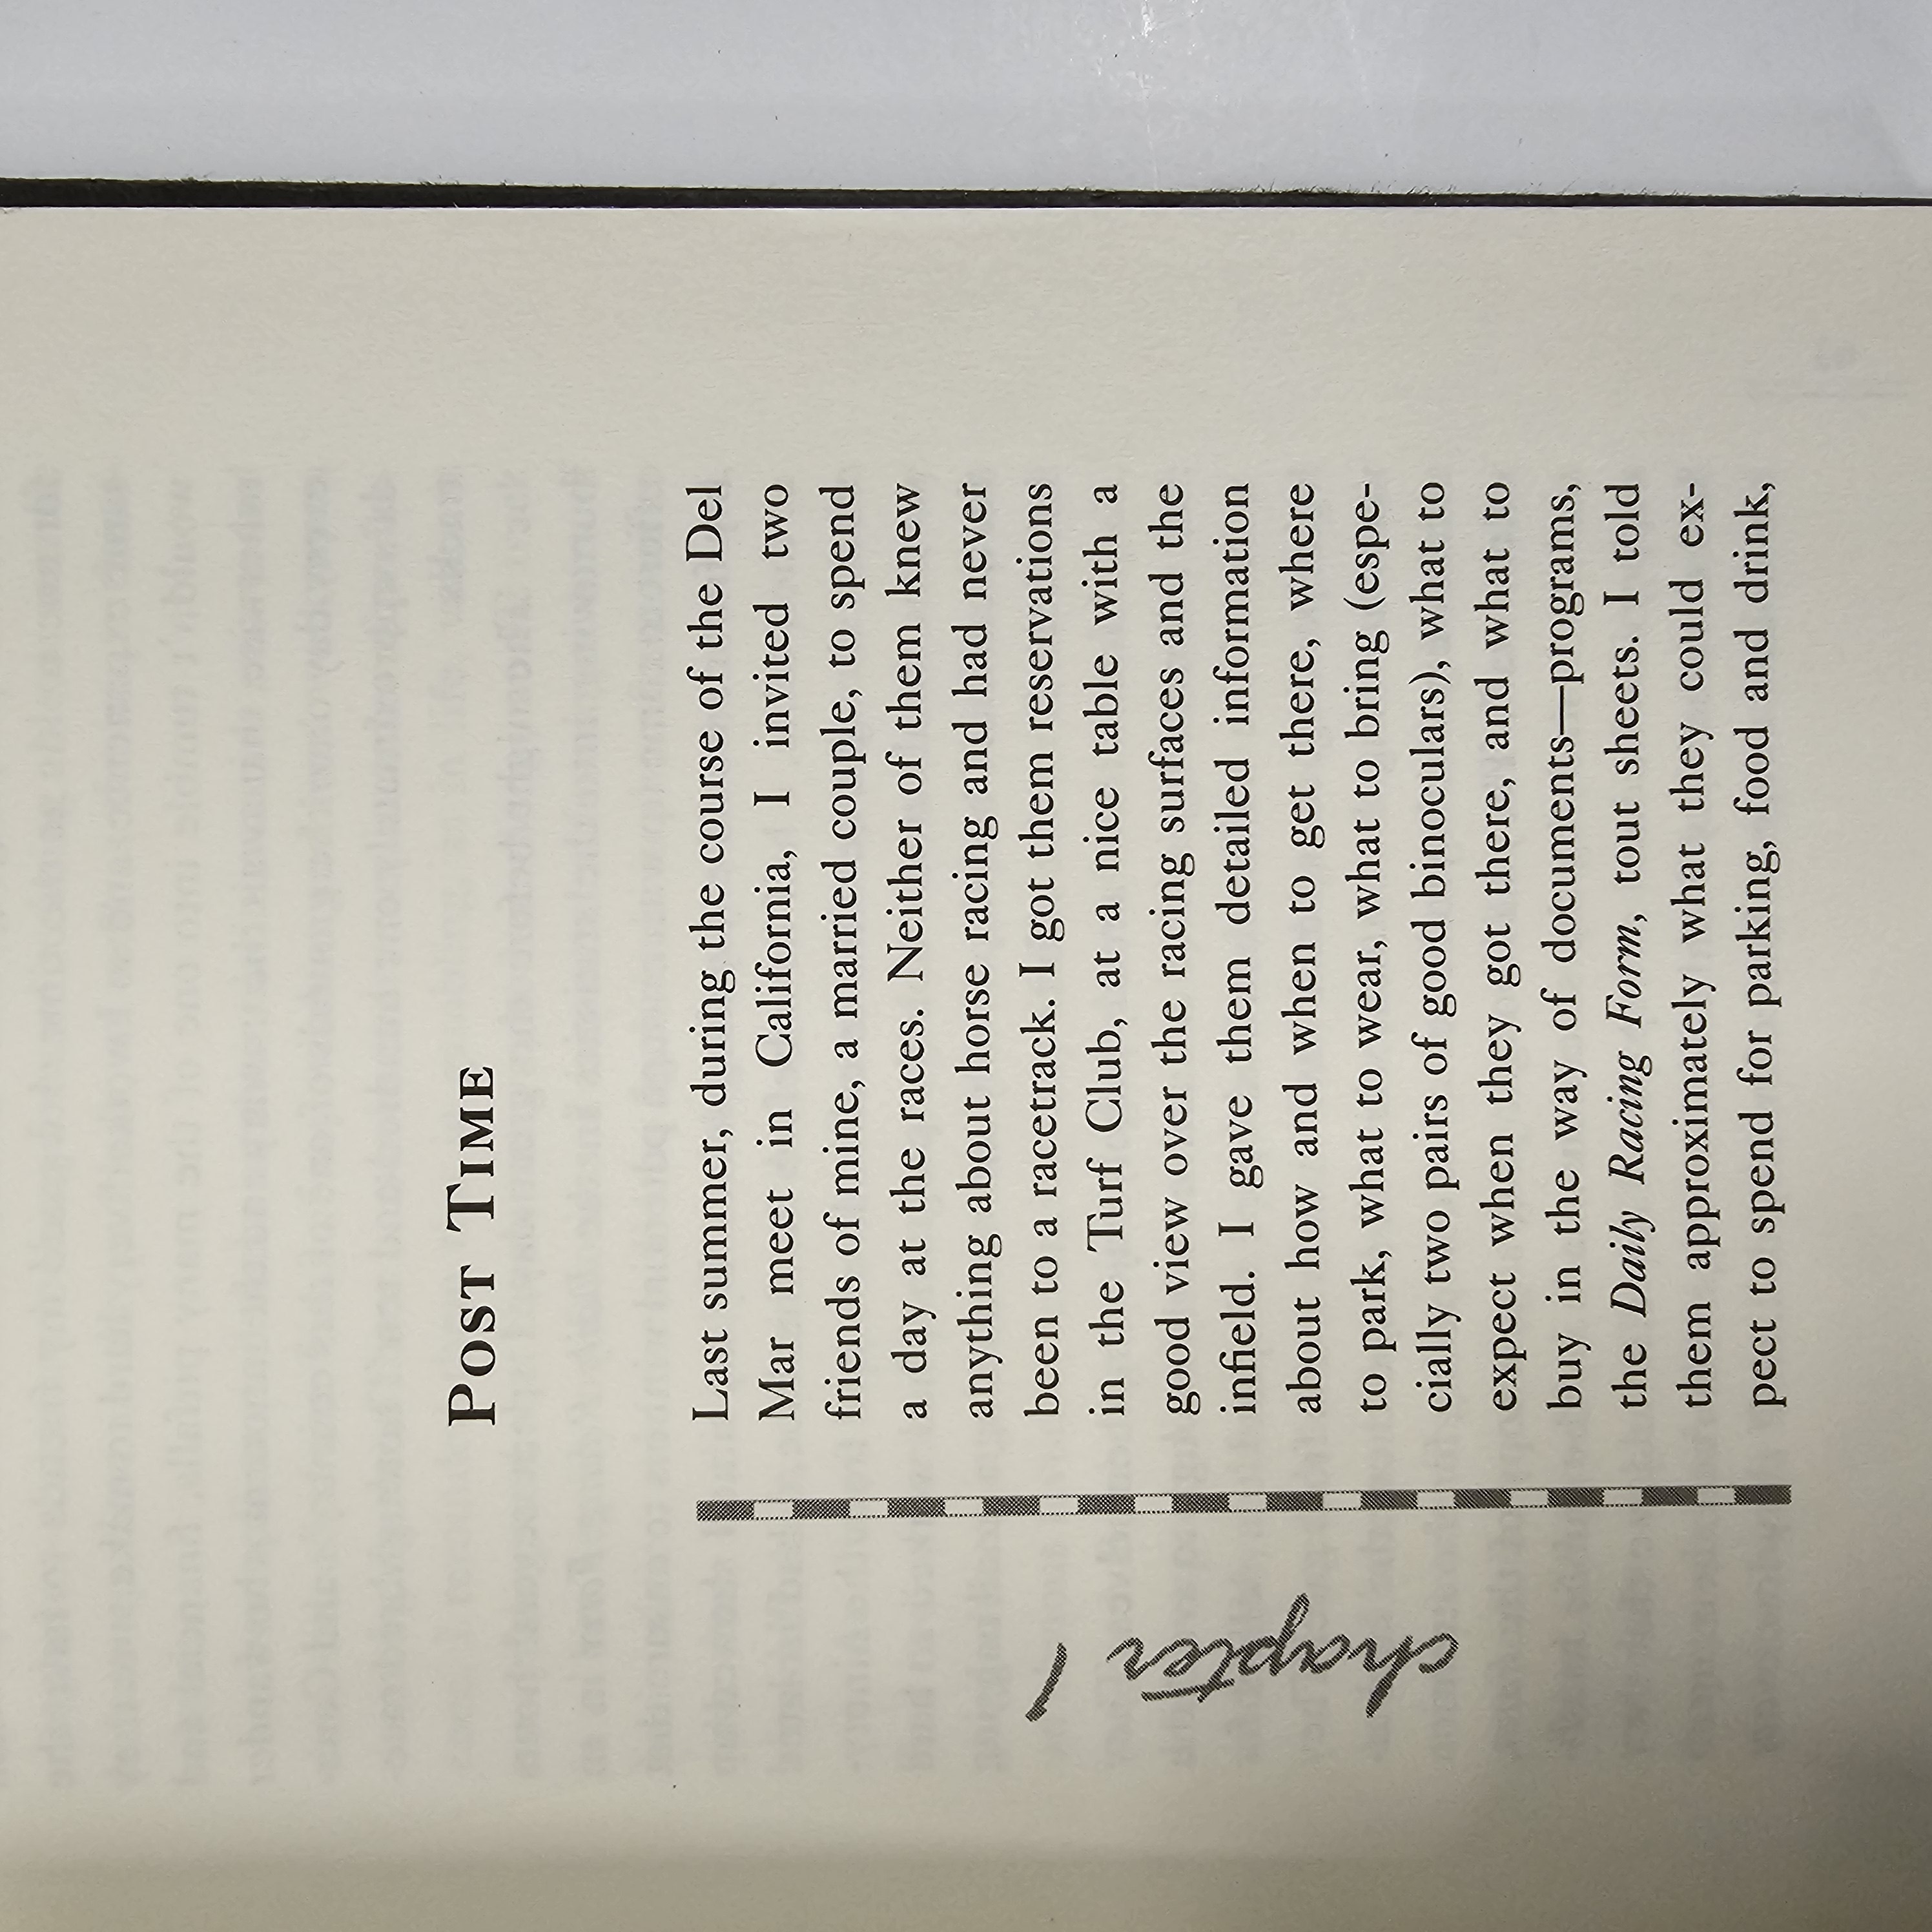 POST TIME
chapter 1
Last summer, during the course of the Del
Mar meet in California, I invited two
friends of mine, a married couple, to spend
a day at the races. Neither of them knew
anything about horse racing and had never
been to a racetrack. I got them reservations
in the Turf Club, at a nice table with a
good view over the racing surfaces and the
infield. I gave them detailed information
about how and when to get there, where
to park, what to wear, what to bring (espe-
cially two pairs of good binoculars), what to
expect when they got there, and what to
buy in the way of documents—programs,
the Daily Racing Form, tout sheets. I told
them approximately what they could ex-
pect to spend for parking, food and drink,